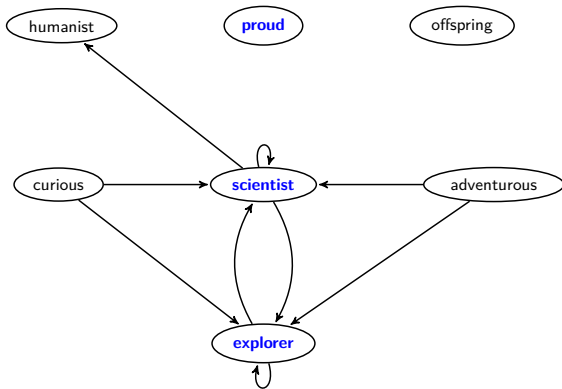 humanist
proud
offspring
curious
scientist
adventurous
explorer